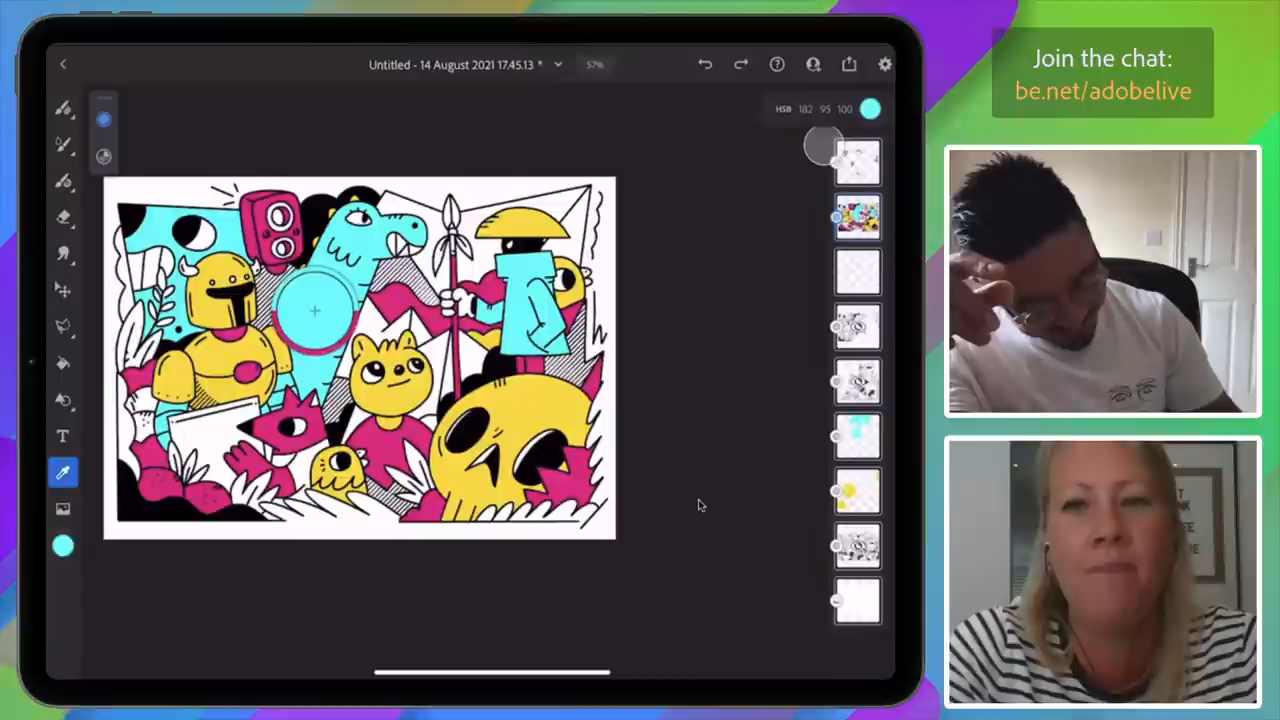 Untitled - 14 August 2021 17.45.13 *
57%
HSB 182 95 100
T
Join the chat:
be.net/adobelive